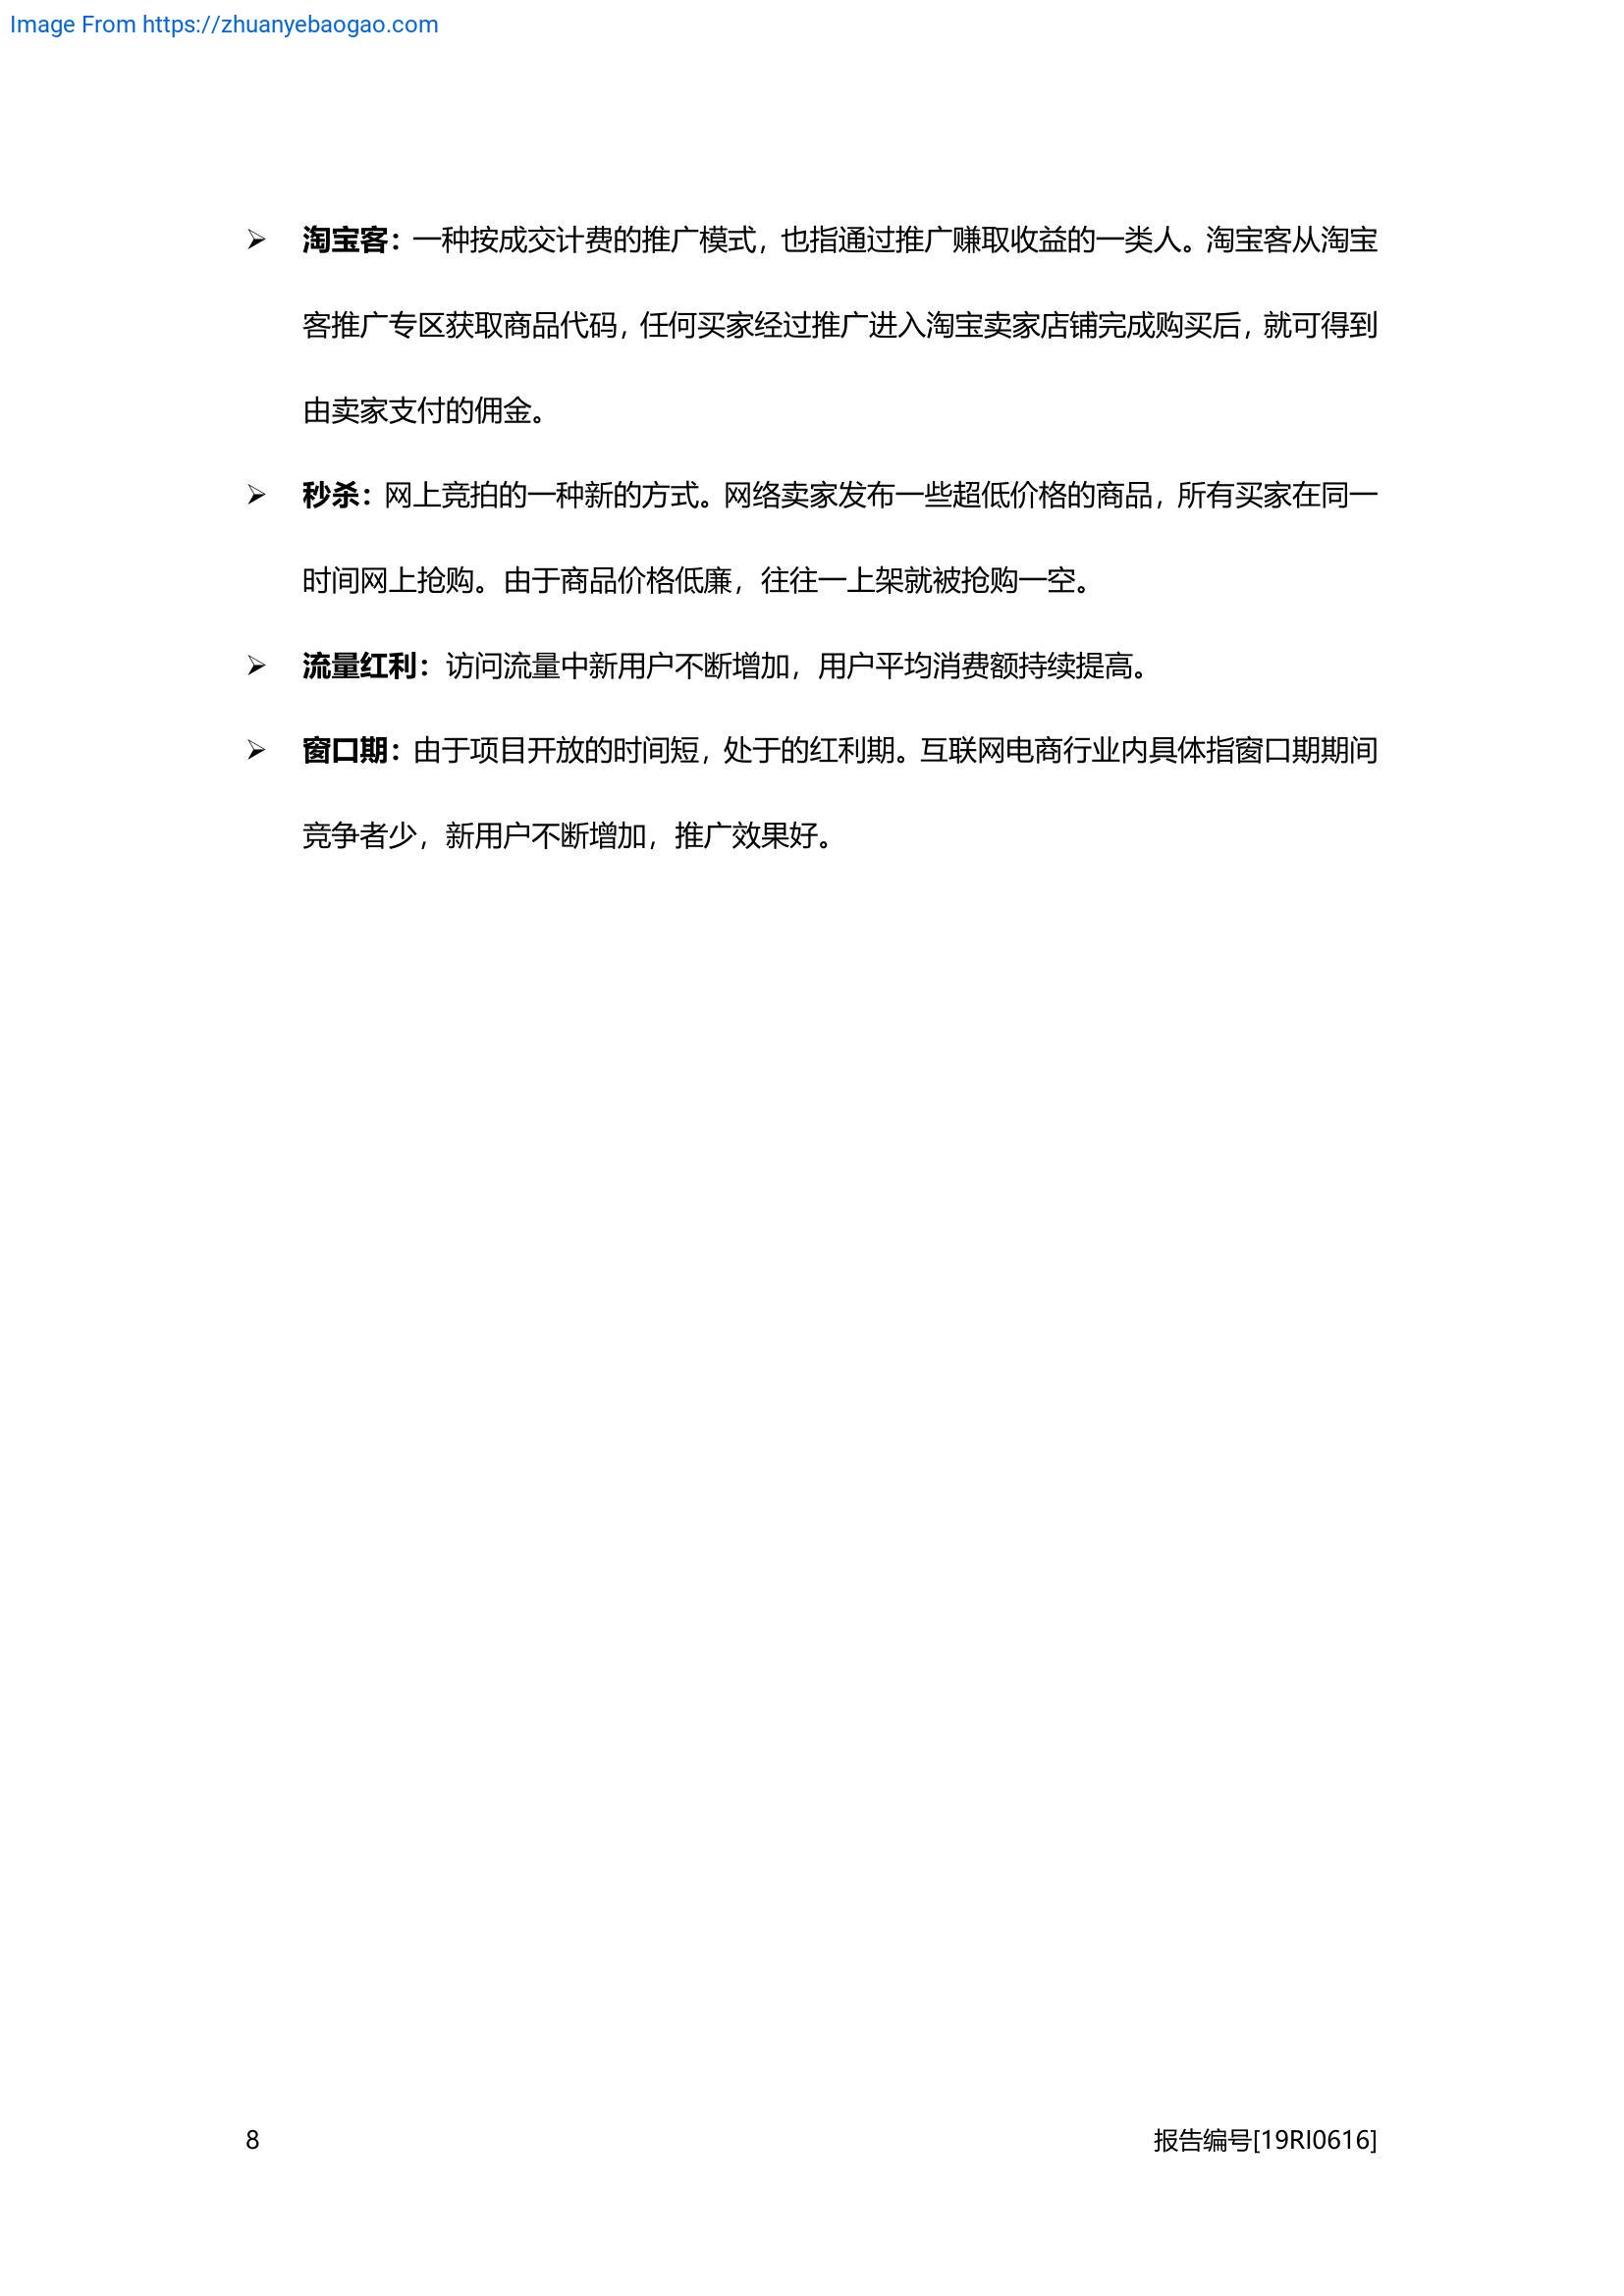 Image From https://zhuanyebaogao.com
➢ 淘宝客：一种按成交计费的推广模式，也指通过推广赚取收益的一类人。淘宝客从淘宝
客推广专区获取商品代码，任何买家经过推广进入淘宝卖家店铺完成购买后，就可得到
由卖家支付的佣金。
➢ 秒杀：网上竞拍的一种新的方式。网络卖家发布一些超低价格的商品，所有买家在同一
时间网上抢购。由于商品价格低廉，往往一上架就被抢购一空。
➢ 流量红利：访问流量中新用户不断增加，用户平均消费额持续提高。
➢ 窗口期：由于项目开放的时间短，处于的红利期。互联网电商行业内具体指窗口期期间
竞争者少，新用户不断增加，推广效果好。
8 报告编号[19RI0616]